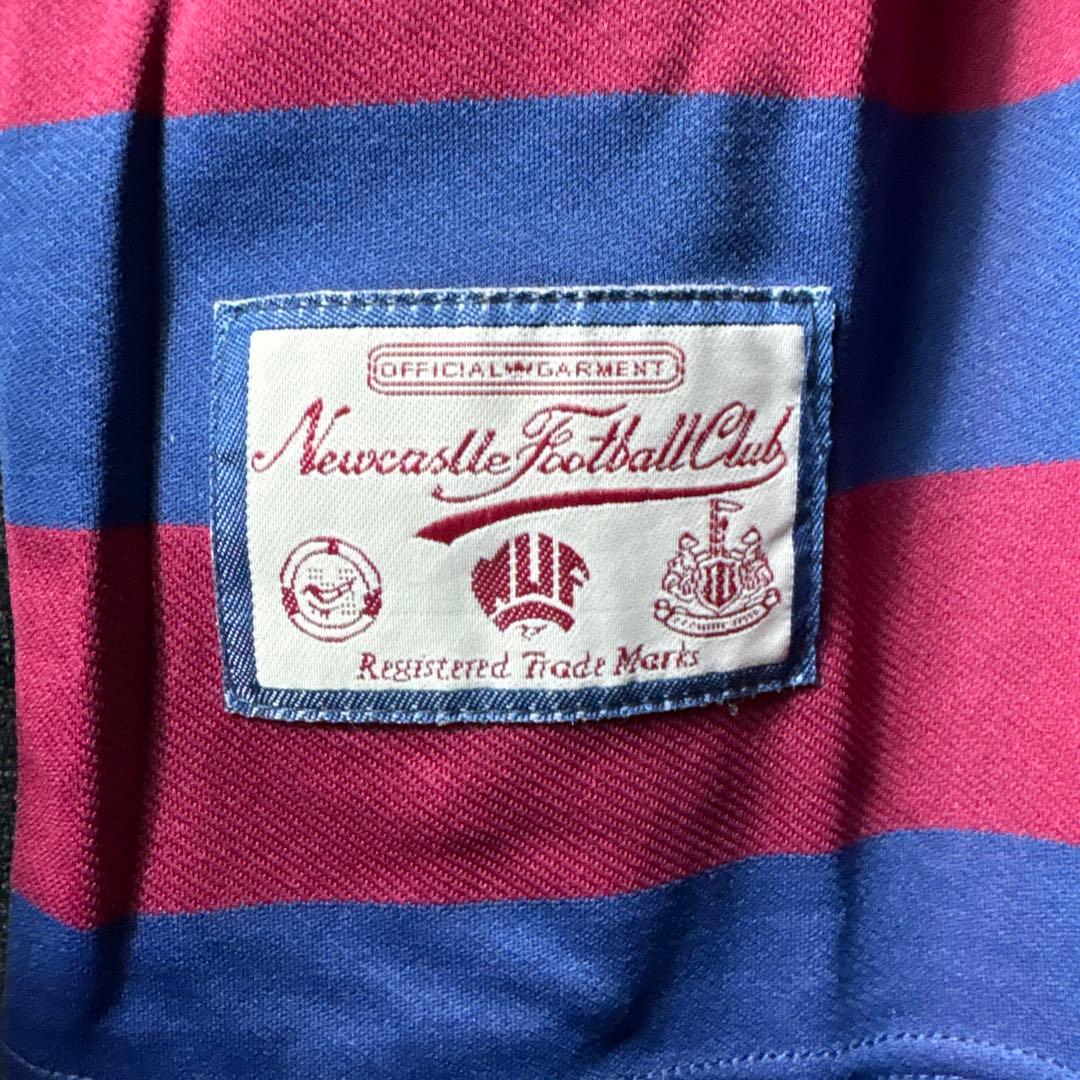 OFFICIAL GARMENT
Newcastle Football Club
Registered Trade Marks